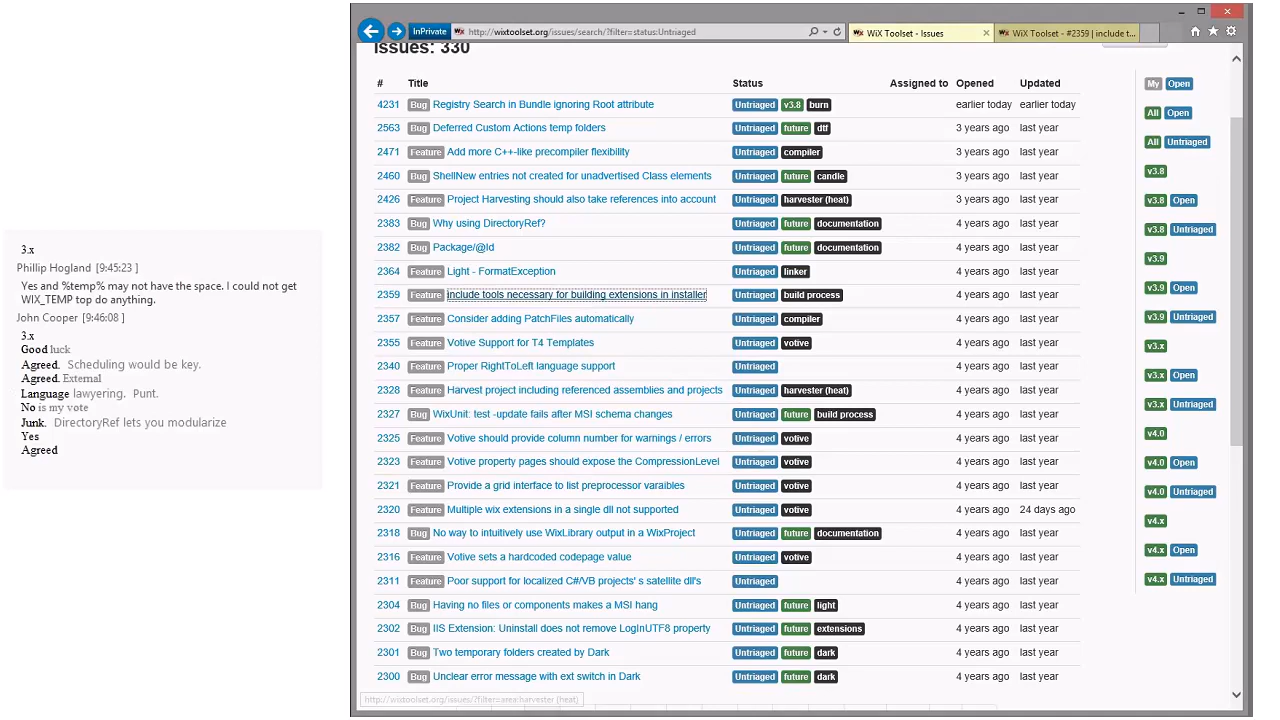 3.x
Phillip Hogland [9:45:23 ]
Yes and %temp% may not have the space. I could not get
WIX_TEMP top do anything.
John Cooper [9:46:08 ]
3.x
Good luck
Agreed. Scheduling would be key.
Agreed. External
Language lawyering. Punt.
No is my vote
Junk. DirectoryRef lets you modularize
Yes
Agreed
InPrivate http://wixtoolset.org/issues/search/?filter=status:Untriaged
WiX Toolset - Issues
WiX Toolset - #2359 | include t...
Issues: 330
# Title Status Assigned to Opened Updated
4231 Bug Registry Search in Bundle ignoring Root attribute Untriaged v3.8 burn earlier today earlier today
2563 Bug Deferred Custom Actions temp folders Untriaged future dtf 3 years ago last year
2471 Feature Add more C++-like precompiler flexibility Untriaged compiler 3 years ago last year
2460 Bug ShellNew entries not created for unadvertised Class elements Untriaged future candle 3 years ago last year
2426 Feature Project Harvesting should also take references into account Untriaged harvester (heat) 3 years ago last year
2383 Bug Why using DirectoryRef? Untriaged future documentation 4 years ago last year
2382 Bug Package/@Id Untriaged future documentation 4 years ago last year
2364 Feature Light - FormatException Untriaged linker 4 years ago last year
2359 Feature include tools necessary for building extensions in installer Untriaged build process 4 years ago last year
2357 Feature Consider adding PatchFiles automatically Untriaged compiler 4 years ago last year
2355 Feature Votive Support for T4 Templates Untriaged votive 4 years ago last year
2340 Feature Proper RightToLeft language support Untriaged 4 years ago last year
2328 Feature Harvest project including referenced assemblies and projects Untriaged harvester (heat) 4 years ago last year
2327 Bug WixUnit: test -update fails after MSI schema changes Untriaged future build process 4 years ago last year
2325 Feature Votive should provide column number for warnings / errors Untriaged votive 4 years ago last year
2323 Feature Votive property pages should expose the CompressionLevel Untriaged votive 4 years ago last year
2321 Feature Provide a grid interface to list preprocessor varaibles Untriaged votive 4 years ago last year
2320 Feature Multiple wix extensions in a single dll not supported Untriaged votive 4 years ago 24 days ago
2318 Bug No way to intuitively use WixLibrary output in a WixProject Untriaged future documentation 4 years ago last year
2316 Feature Votive sets a hardcoded codepage value Untriaged votive 4 years ago last year
2311 Feature Poor support for localized C#/VB projects' s satellite dll's Untriaged 4 years ago last year
2304 Bug Having no files or components makes a MSI hang Untriaged future light 4 years ago last year
2302 Bug IIS Extension: Uninstall does not remove LogInUTF8 property Untriaged future extensions 4 years ago last year
2301 Bug Two temporary folders created by Dark Untriaged future dark 4 years ago last year
2300 Bug Unclear error message with ext switch in Dark Untriaged future dark 4 years ago last year
http://wixtoolset.org/issues/?filter=area:harvester (heat)
My Open
All Open
All Untriaged
v3.8
v3.8 Open
v3.8 Untriaged
v3.9
v3.9 Open
v3.9 Untriaged
v3.x
v3.x Open
v3.x Untriaged
v4.0
v4.0 Open
v4.0 Untriaged
v4.x
v4.x Open
v4.x Untriaged